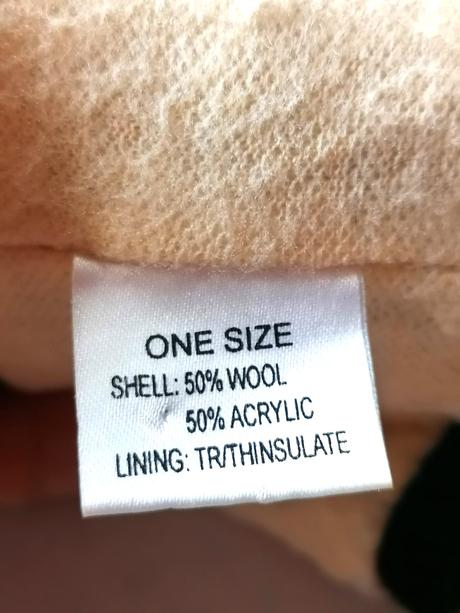 ONE SIZE
SHELL: 50% WOOL
50% ACRYLIC
LINING: TR/THINSULATE